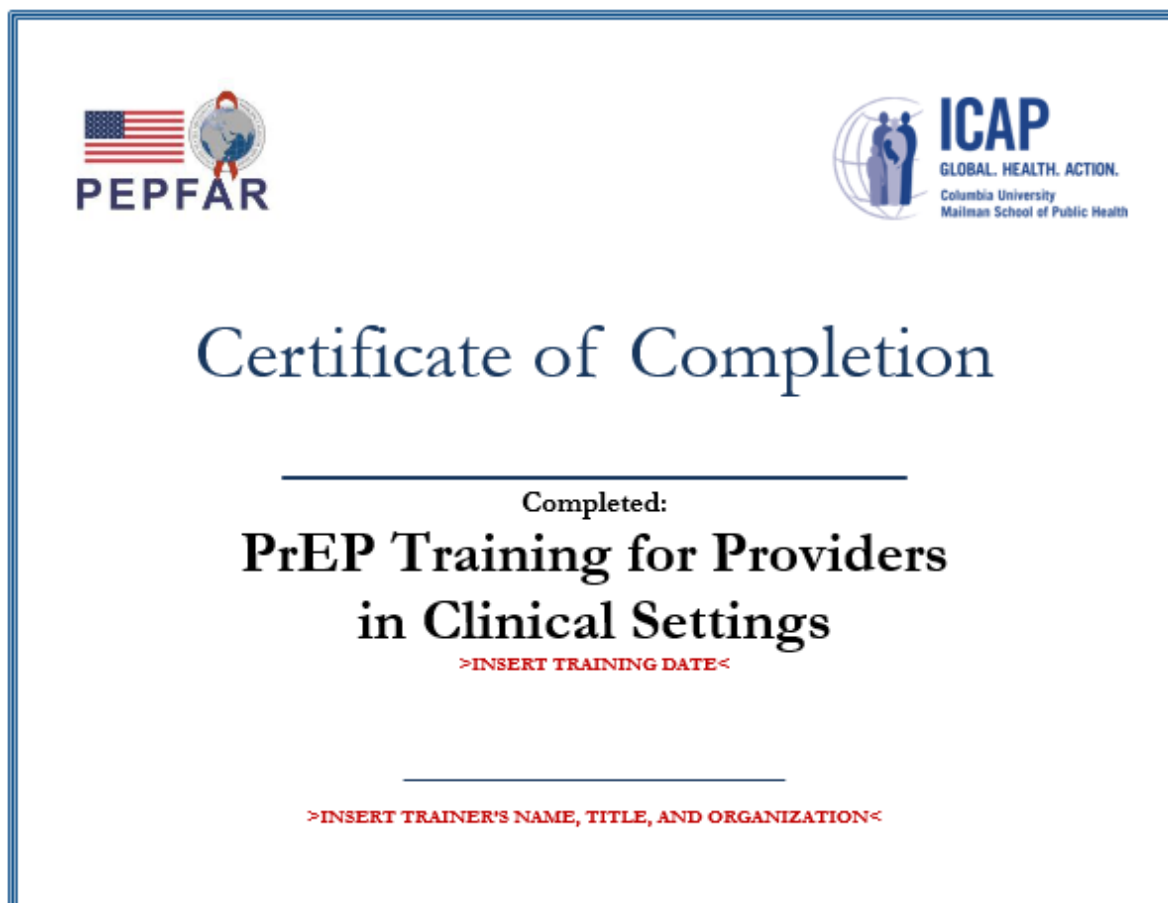 PEPFAR
ICAP
GLOBAL. HEALTH. ACTION.
Columbia University
Mailman School of Public Health
Certificate of Completion
Completed:
PrEP Training for Providers
in Clinical Settings
>INSERT TRAINING DATE<
>INSERT TRAINER'S NAME, TITLE, AND ORGANIZATION<